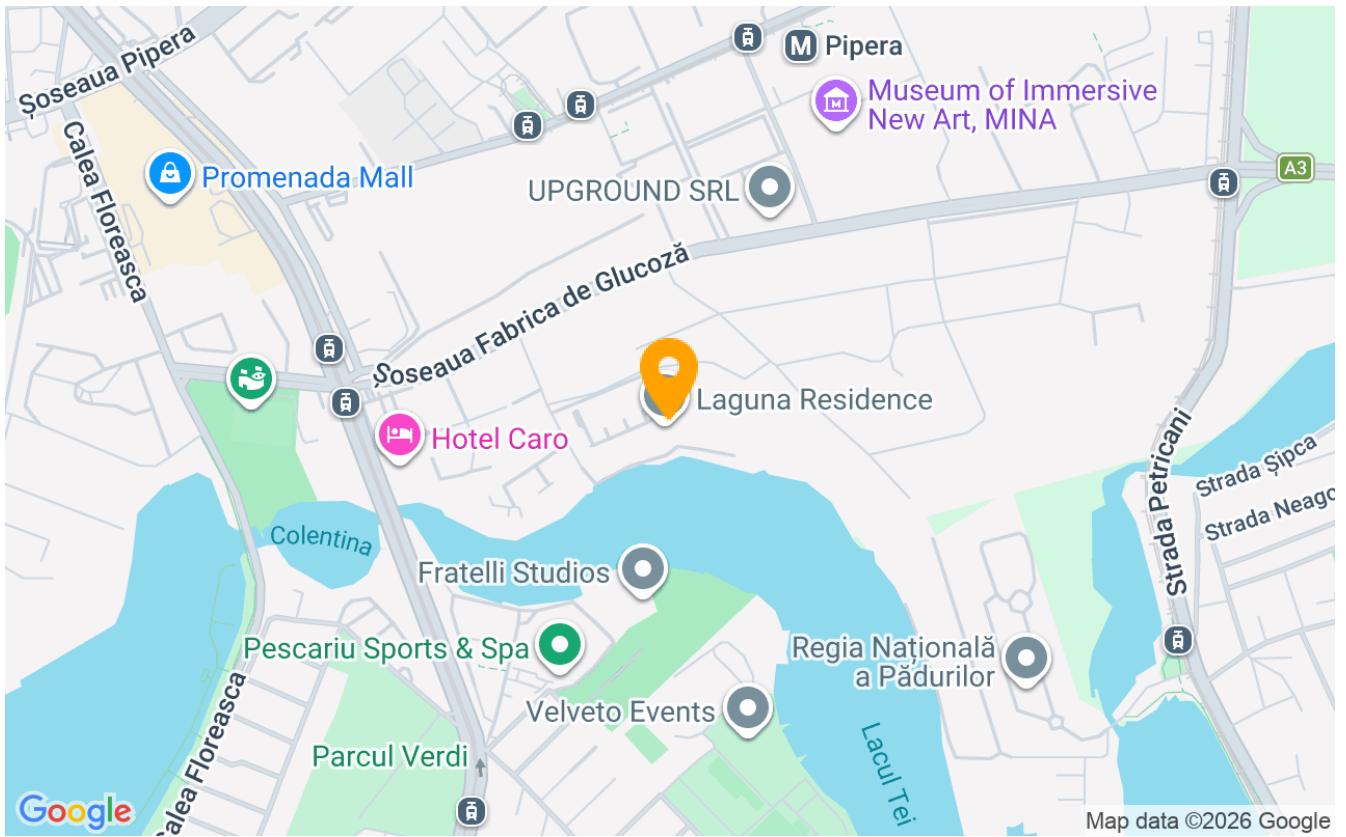 Pipera
Șoseaua Pipera
Museum of Immersive
New Art, MINA
Calea Floreasca
Promenada Mall
UPGROUND SRL
A3
Șoseaua Fabrica de Glucoză
Laguna Residence
Hotel Caro
Strada Petricani
Strada Șipca
Strada Neago
Colentina
Fratelli Studios
Pescariu Sports & Spa
Regia Națională
a Pădurilor
Velveto Events
Calea Floreasca
Parcul Verdi
Lacul Tei
Google
Map data ©2026 Google